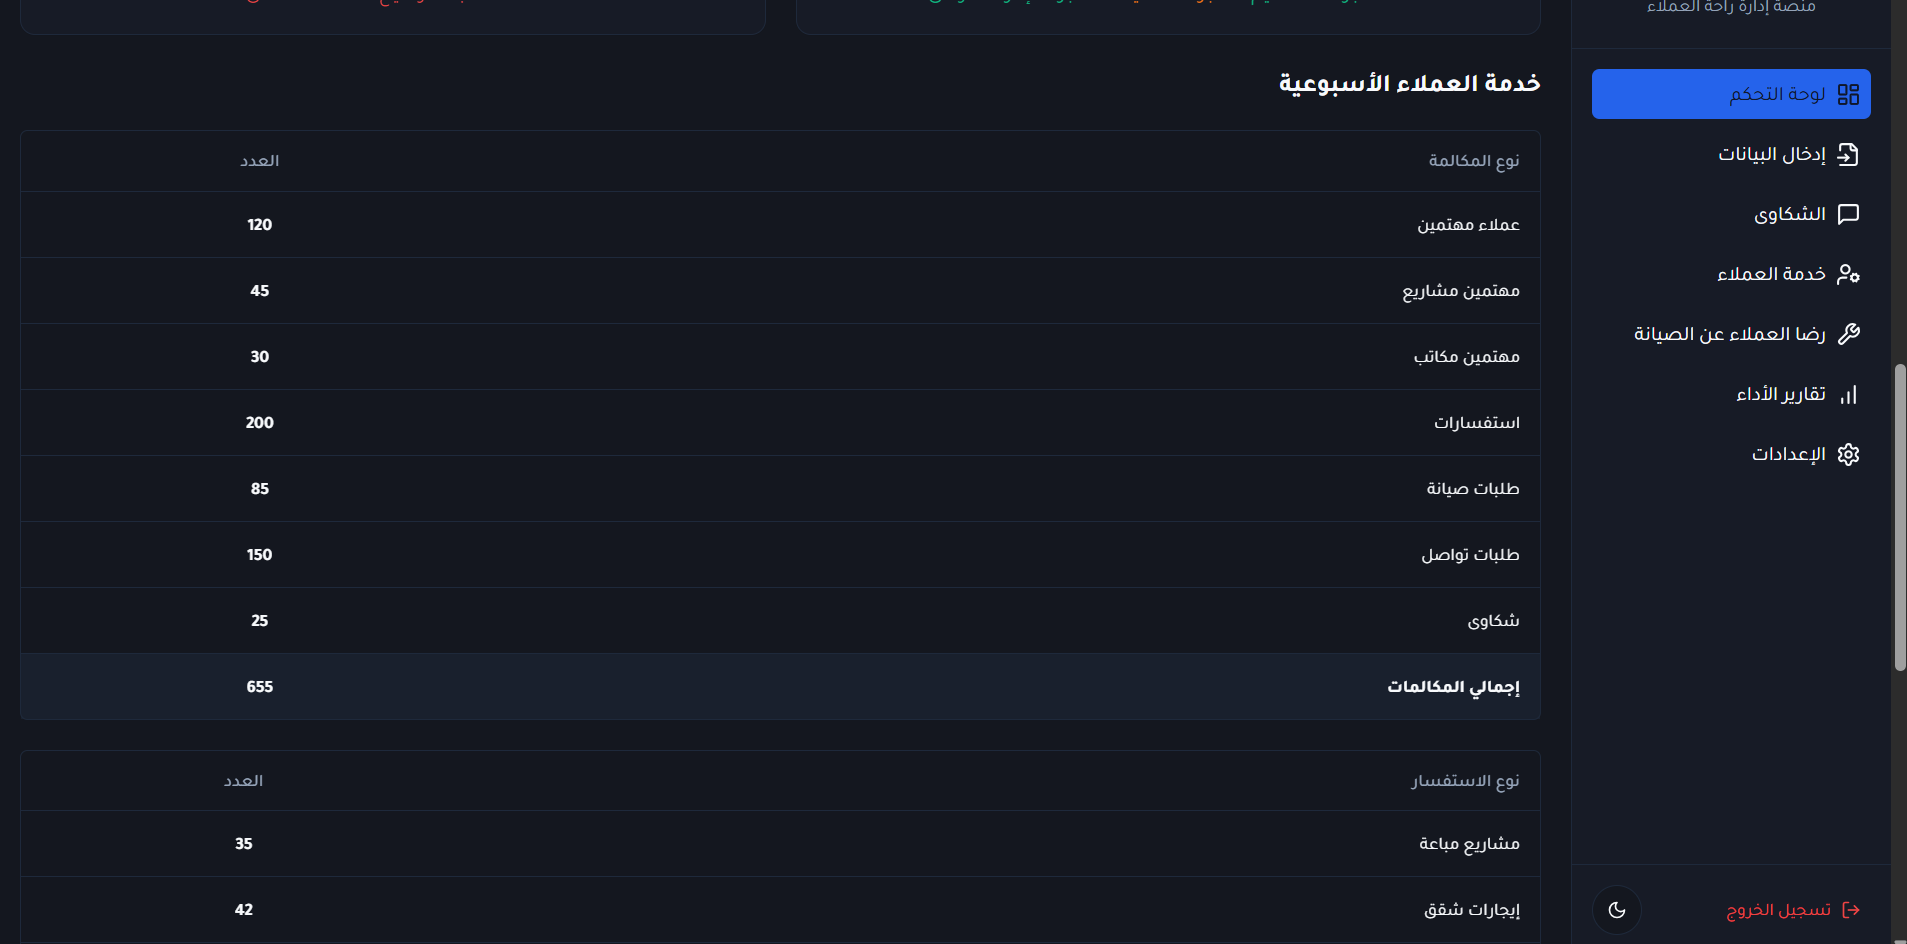 منصة إدارة راحة العملاء
لوحة التحكم
إدخال البيانات
الشكاوى
خدمة العملاء
رضا العملاء عن الصيانة
تقارير الأداء
الإعدادات
تسجيل الخروج
خدمة العملاء الأسبوعية
نوع المكالمة العدد
عملاء مهتمين 120
مهتمين مشاريع 45
مهتمين مكاتب 30
استفسارات 200
طلبات صيانة 85
طلبات تواصل 150
شكاوى 25
إجمالي المكالمات 655
نوع الاستفسار العدد
مشاريع مباعة 35
إيجارات شقق 42